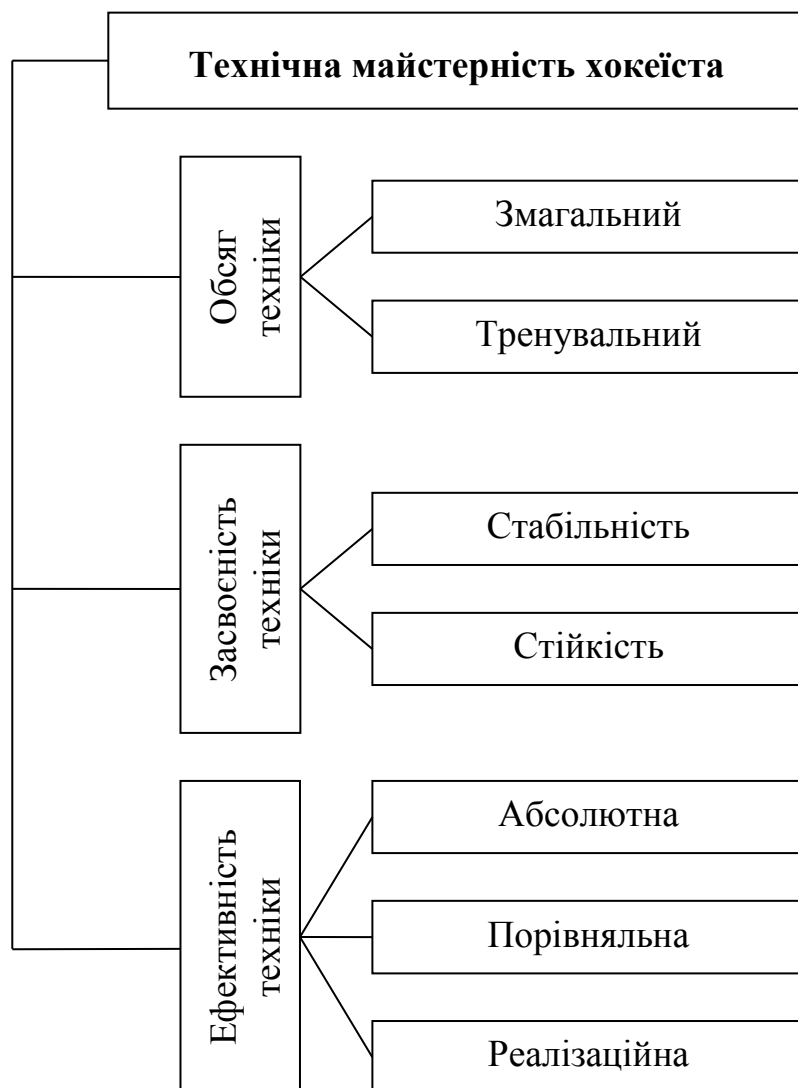 Технічна майстерність хокеїста
Обсяг
техніки
Змагальний
Тренувальний
Засвоєність
техніки
Стабільність
Стійкість
Ефективність
техніки
Абсолютна
Порівняльна
Реалізаційна